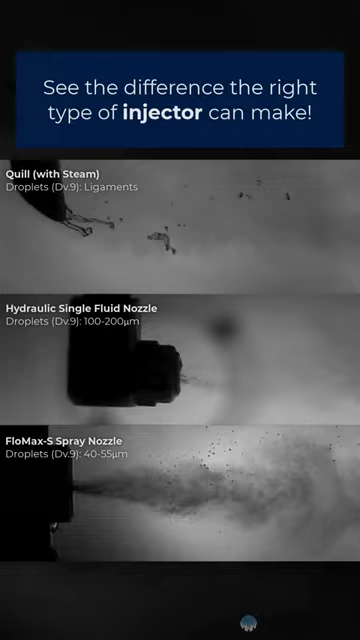 See the difference the right
type of injector can make!
Quill (with Steam)
Droplets (Dv.9): Ligaments
Hydraulic Single Fluid Nozzle
Droplets (Dv.9): 100-200µm
FloMax-S Spray Nozzle
Droplets (Dv.9): 40-55µm